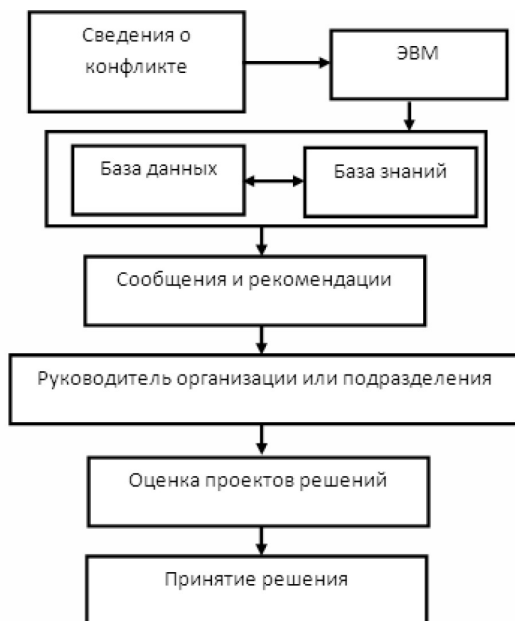 Сведения о
конфликте
ЭВМ
База данных
База знаний
Сообщения и рекомендации
Руководитель организации или подразделения
Оценка проектов решений
Принятие решения